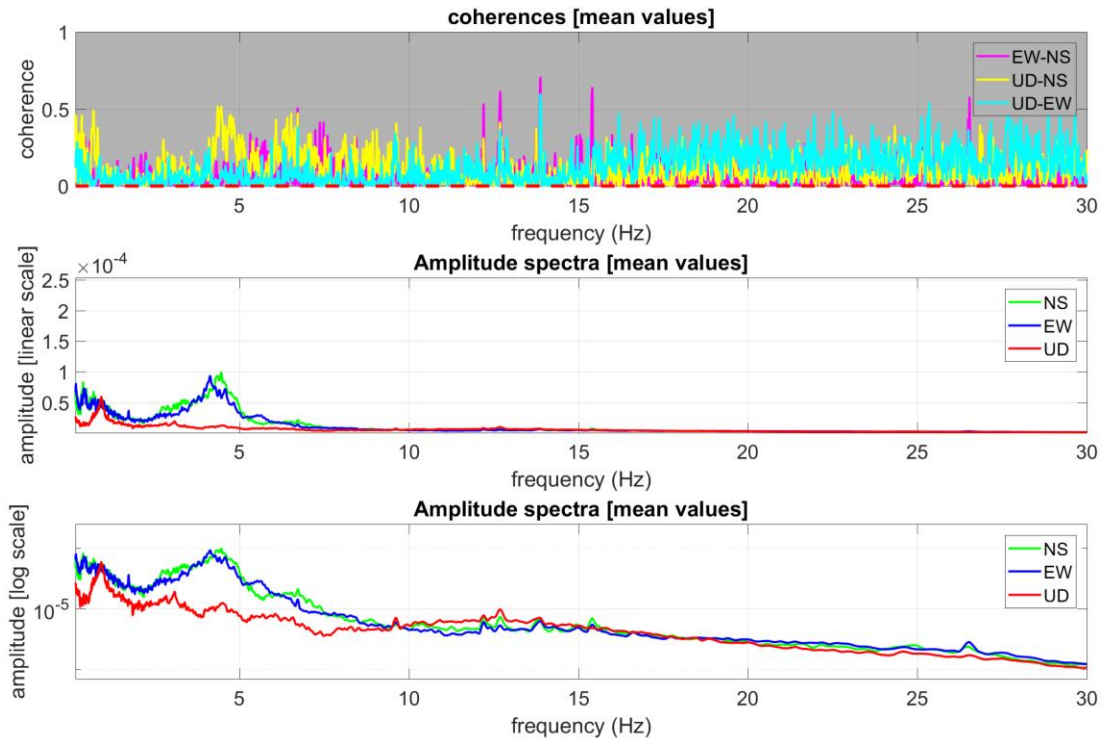 coherences [mean values]
coherence
1
0.5
0
EW-NS
UD-NS
UD-EW
5 10 15 20 25 30
frequency (Hz)
Amplitude spectra [mean values]
×10-4
amplitude [linear scale]
2.5
2
1.5
1
0.5
NS
EW
UD
5 10 15 20 25 30
frequency (Hz)
Amplitude spectra [mean values]
amplitude [log scale]
10-5
NS
EW
UD
5 10 15 20 25 30
frequency (Hz)